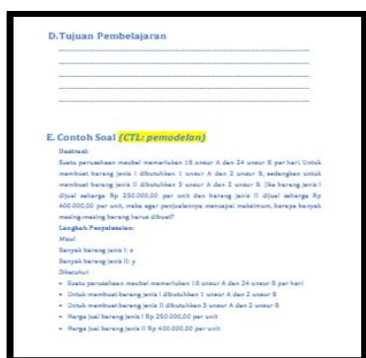 D. Tujuan Pembelajaran
E. Contoh Soal (CTL: pemodelan)
Ilustrasi:
Suatu perusahaan meubel memerlukan 18 unsur A dan 24 unsur B per hari. Untuk
membuat barang jenis I dibutuhkan 1 unsur A dan 2 unsur B, sedangkan untuk
membuat barang jenis II dibutuhkan 3 unsur A dan 2 unsur B. Jika barang jenis I
dijual seharga Rp 250.000,00 per unit dan barang jenis II dijual seharga Rp
400.000,00 per unit, maka agar penjualannya mencapai maksimum, berapa banyak
masing-masing barang harus dibuat?
Langkah Penyelesaian:
Misal:
Banyak barang jenis I: x
Banyak barang jenis II: y
Diketahui:
• Suatu perusahaan meubel memerlukan 18 unsur A dan 24 unsur B per hari
• Untuk membuat barang jenis I dibutuhkan 1 unsur A dan 2 unsur B
• Untuk membuat barang jenis II dibutuhkan 3 unsur A dan 2 unsur B
• Harga jual barang jenis I Rp 250.000,00 per unit
• Harga jual barang jenis II Rp 400.000,00 per unit